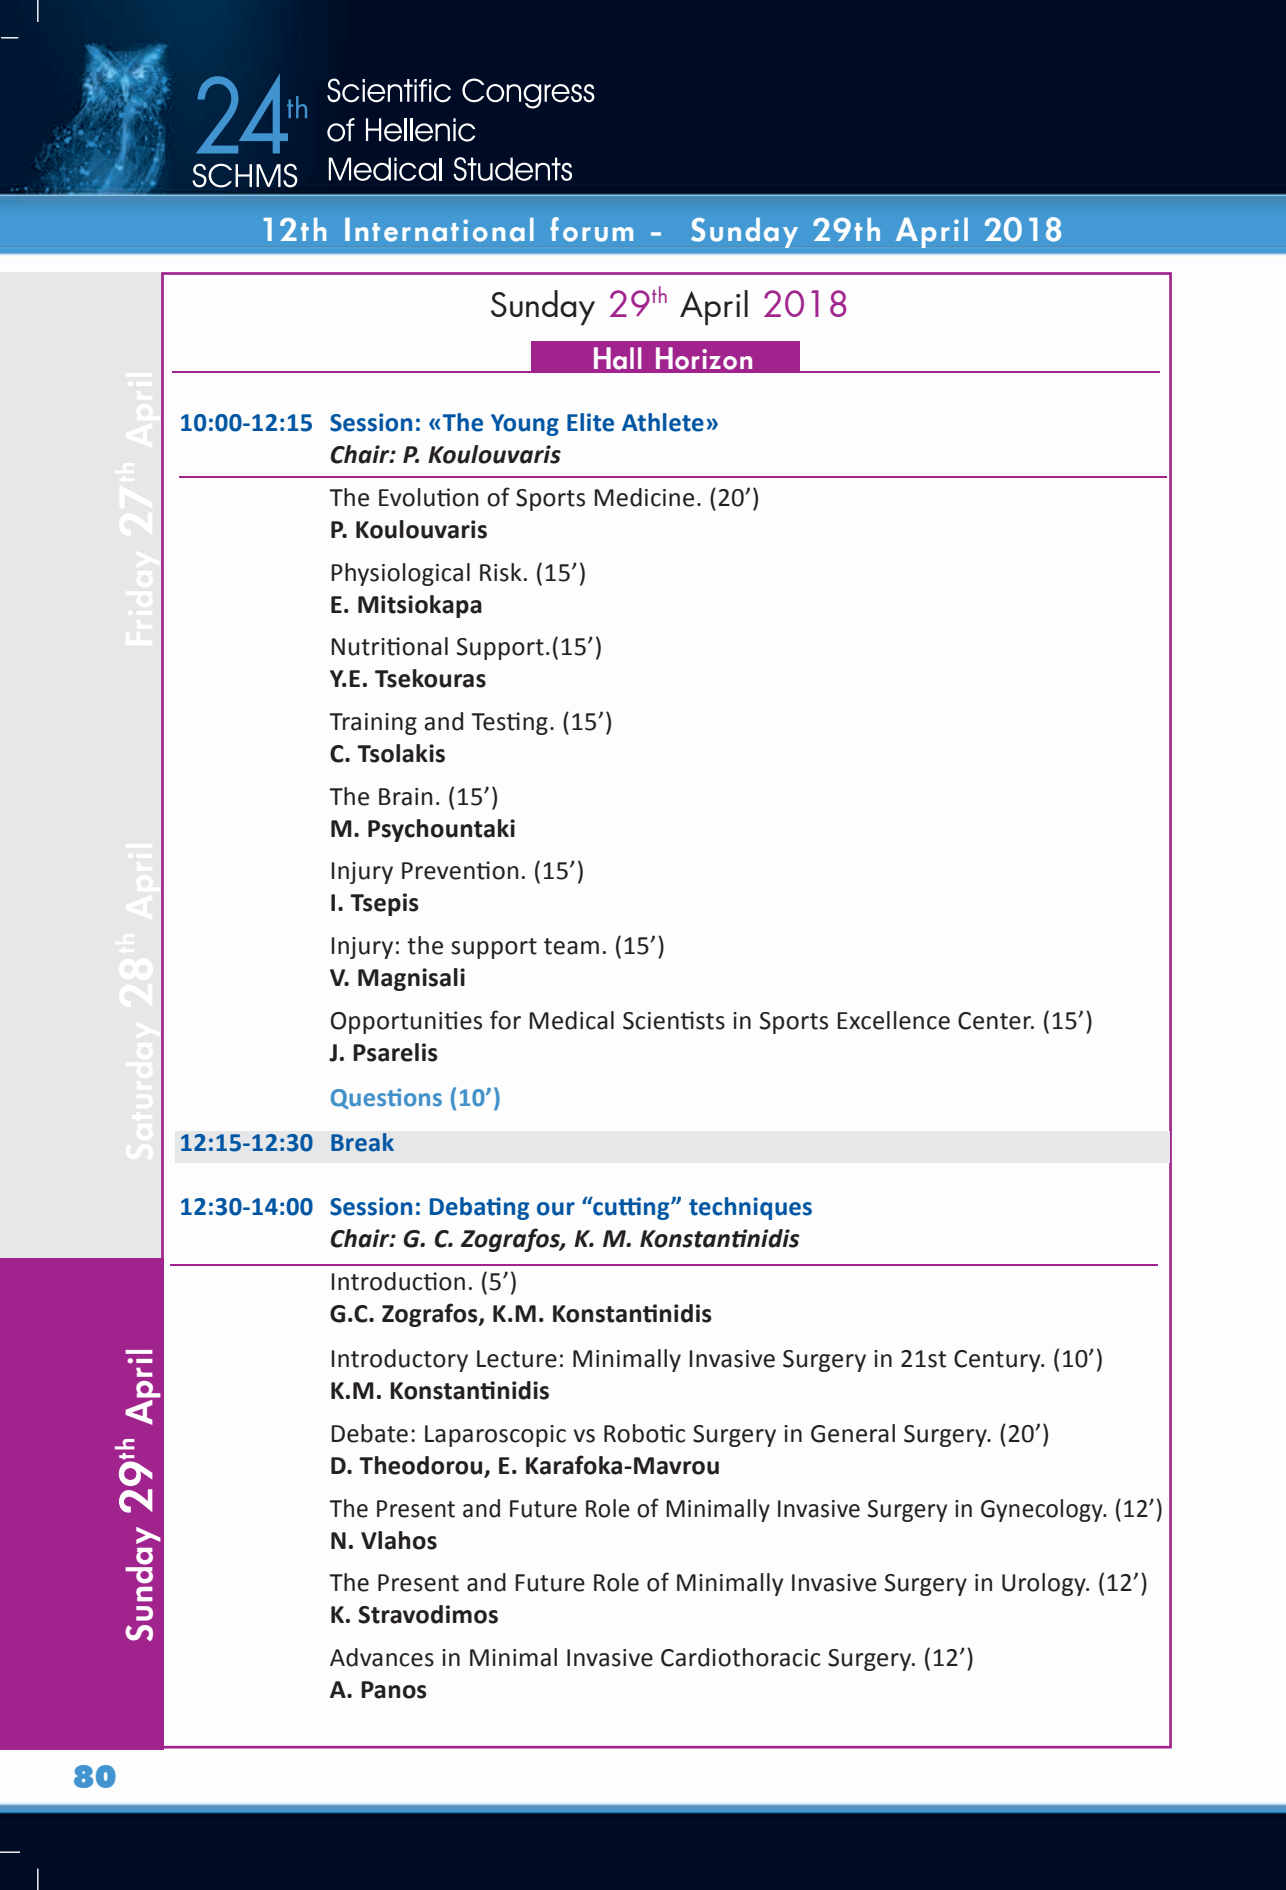 24th
SCHMS
Scientific Congress
of Hellenic
Medical Students
12th International forum - Sunday 29th April 2018
Friday 27th April
Saturday 28th April
Sunday 29th April
Sunday 29th April 2018
Hall Horizon
10:00-12:15 Session: «The Young Elite Athlete»
Chair: P. Koulouvaris
The Evolution of Sports Medicine. (20’)
P. Koulouvaris
Physiological Risk. (15’)
E. Mitsiokapa
Nutritional Support.(15’)
Y.E. Tsekouras
Training and Testing. (15’)
C. Tsolakis
The Brain. (15’)
M. Psychountaki
Injury Prevention. (15’)
I. Tsepis
Injury: the support team. (15’)
V. Magnisali
Opportunities for Medical Scientists in Sports Excellence Center. (15’)
J. Psarelis
Questions (10’)
12:15-12:30 Break
12:30-14:00 Session: Debating our “cutting” techniques
Chair: G. C. Zografos, K. M. Konstantinidis
Introduction. (5’)
G.C. Zografos, K.M. Konstantinidis
Introductory Lecture: Minimally Invasive Surgery in 21st Century. (10’)
K.M. Konstantinidis
Debate: Laparoscopic vs Robotic Surgery in General Surgery. (20’)
D. Theodorou, E. Karafoka-Mavrou
The Present and Future Role of Minimally Invasive Surgery in Gynecology. (12’)
N. Vlahos
The Present and Future Role of Minimally Invasive Surgery in Urology. (12’)
K. Stravodimos
Advances in Minimal Invasive Cardiothoracic Surgery. (12’)
A. Panos
80